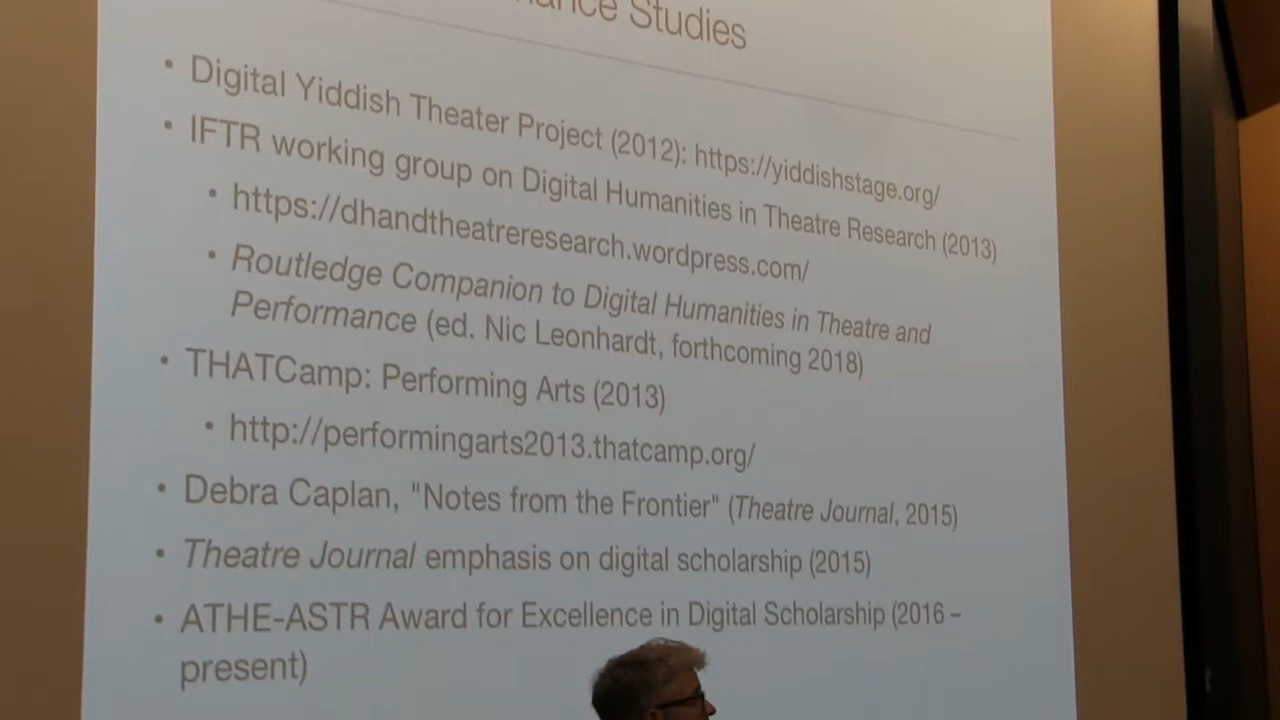 Studies
• Digital Yiddish Theater Project (2012): https://yiddishstage.org/
• IFTR working group on Digital Humanities in Theatre Research (2013)
• https://dhandtheatreresearch.wordpress.com/
• Routledge Companion to Digital Humanities in Theatre and
Performance (ed. Nic Leonhardt, forthcoming 2018)
• THATCamp: Performing Arts (2013)
• http://performingarts2013.thatcamp.org/
• Debra Caplan, "Notes from the Frontier" (Theatre Journal, 2015)
• Theatre Journal emphasis on digital scholarship (2015)
• ATHE-ASTR Award for Excellence in Digital Scholarship (2016 –
present)